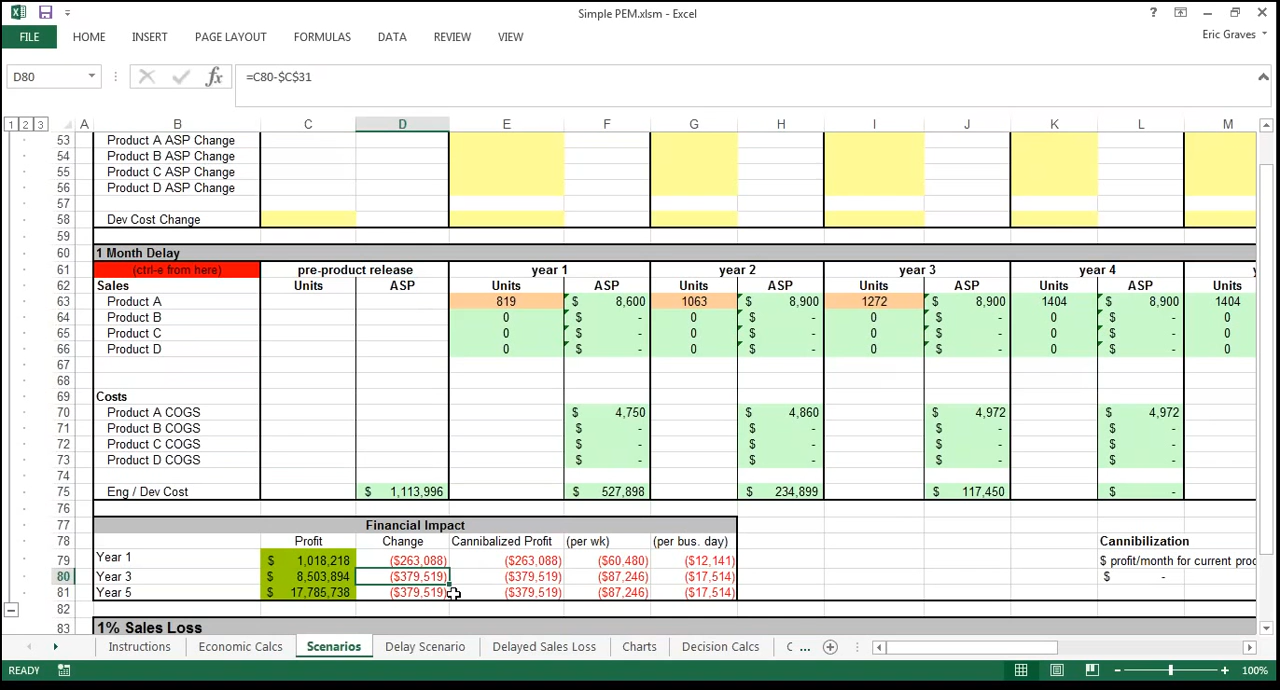 Simple PEM.xlsm - Excel
?
FILE HOME INSERT PAGE LAYOUT FORMULAS DATA REVIEW VIEW Eric Graves
D80 fx =C80-$C$31
1 2 3 A B C D E F G H I J K L M
53 Product A ASP Change
54 Product B ASP Change
55 Product C ASP Change
56 Product D ASP Change
57
58 Dev Cost Change
59
60 1 Month Delay
61 (ctrl-e from here) pre-product release year 1 year 2 year 3 year 4 y
62 Sales Units ASP Units ASP Units ASP Units ASP Units ASP Units
63 Product A 819 $ 8,600 1063 $ 8,900 1272 $ 8,900 1404 $ 8,900 1404
64 Product B 0 $ - 0 $ - 0 $ - 0 $ - 0
65 Product C 0 $ - 0 $ - 0 $ - 0 $ - 0
66 Product D 0 $ - 0 $ - 0 $ - 0 $ - 0
67
68
69 Costs
70 Product A COGS $ 4,750 $ 4,860 $ 4,972 $ 4,972
71 Product B COGS $ - $ - $ - $ -
72 Product C COGS $ - $ - $ - $ -
73 Product D COGS $ - $ - $ - $ -
74
75 Eng / Dev Cost $ 1,113,996 $ 527,898 $ 234,899 $ 117,450 $ -
76
77 Financial Impact
78 Profit Change Cannibalized Profit (per wk) (per bus. day) Cannibilization
79 Year 1 $ 1,018,218 ($263,088) ($263,088) ($60,480) ($12,141) $ profit/month for current proc
80 Year 3 $ 8,503,894 ($379,519) ($379,519) ($87,246) ($17,514) $ -
81 Year 5 $ 17,785,738 ($379,519) ($379,519) ($87,246) ($17,514)
82
83 1% Sales Loss
Instructions Economic Calcs Scenarios Delay Scenario Delayed Sales Loss Charts Decision Calcs C ...
READY 100%